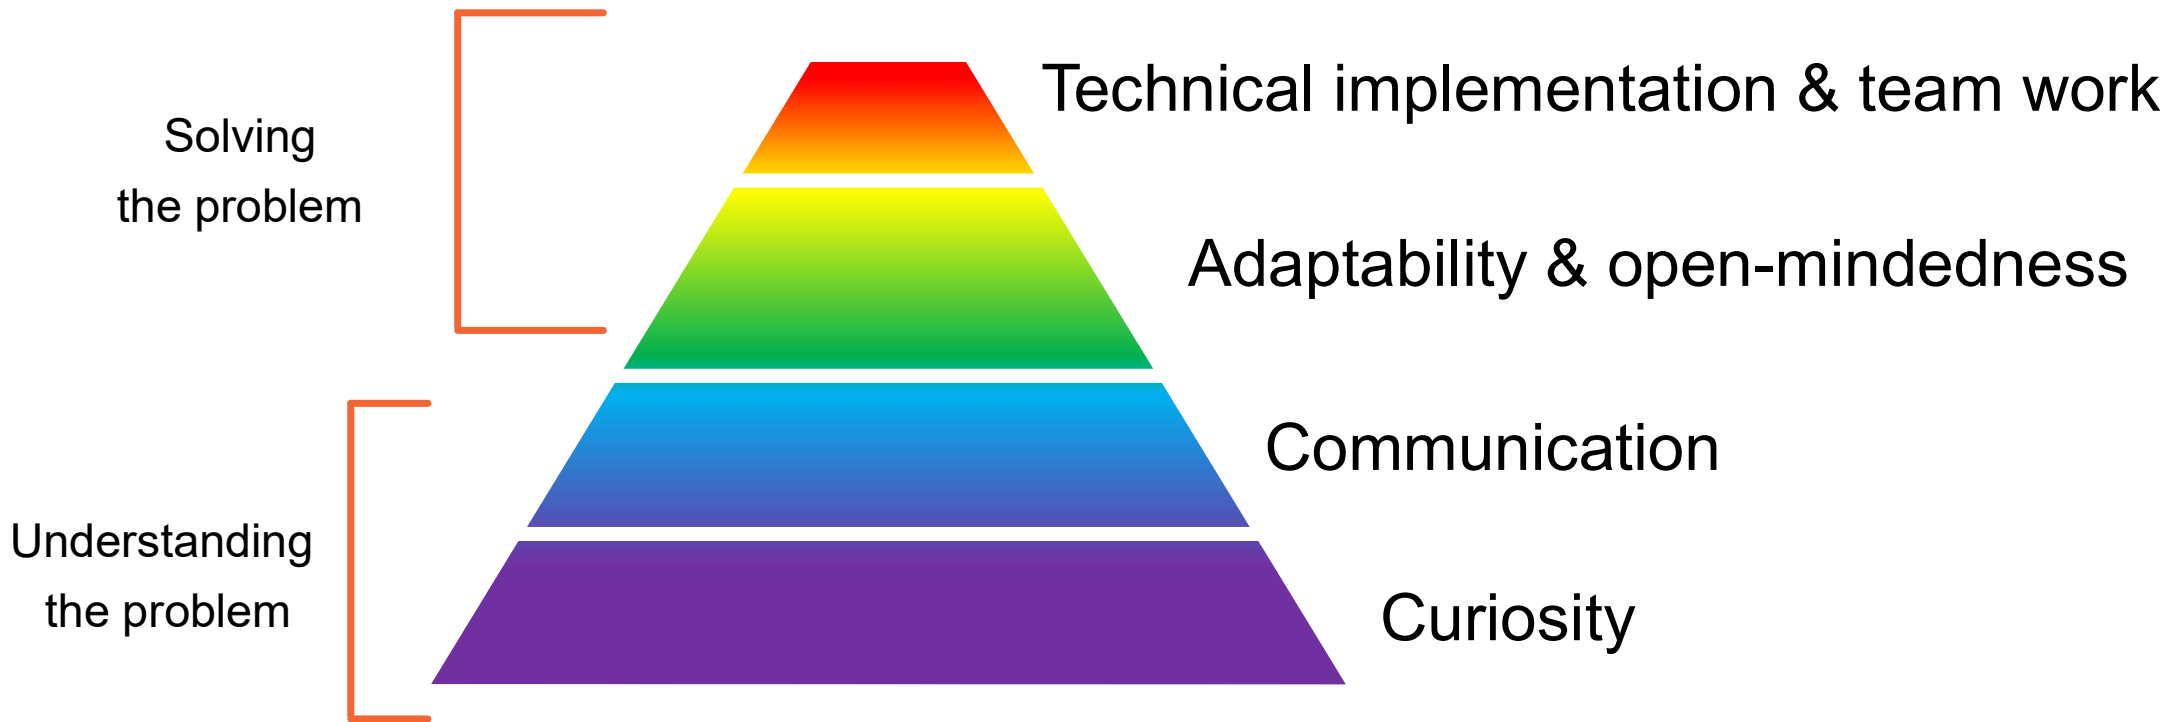 Technical implementation & team work
Solving
the problem
Adaptability & open-mindedness
Communication
Understanding
the problem
Curiosity